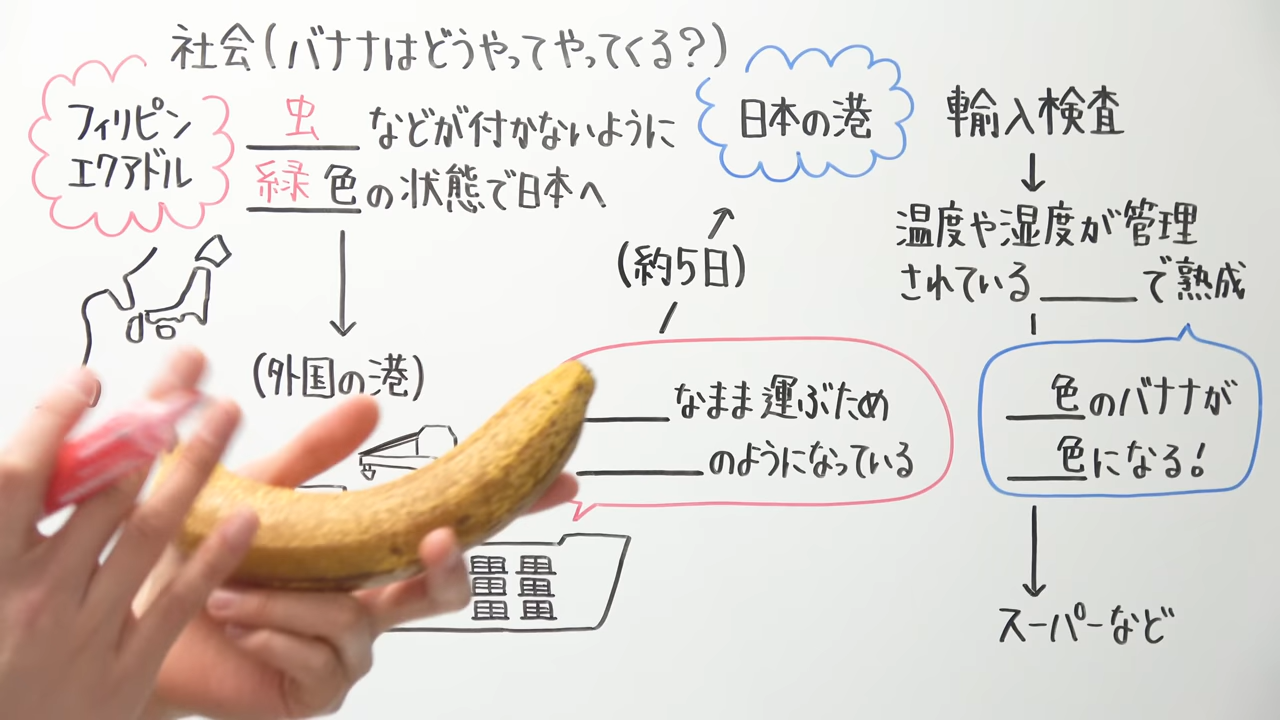 社会(バナナはどうやってやってくる?)
フィリピン
エクアドル
虫などが付かないように
緑色の状態で日本へ
(外国の港)
(約5日)
なまま運ぶため
のようになっている
日本の港
輸入検査
温度や湿度が管理
されている____で熟成
色のバナナが
色になる!
スーパーなど